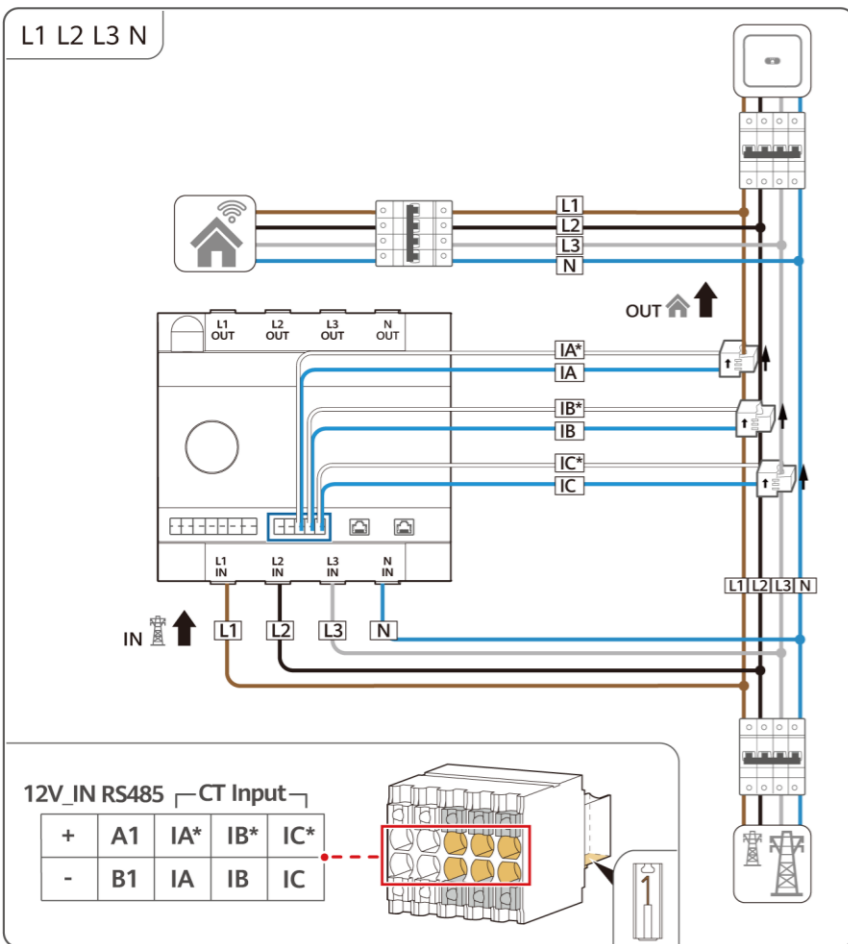 L1 L2 L3 N
L1
L2
L3
N
OUT
L1 OUT
L2 OUT
L3 OUT
N OUT
IA*
IA
IB*
IB
IC*
IC
L1 IN
L2 IN
L3 IN
N IN
L1 L2 L3 N
IN
L1 L2 L3 N
12V_IN RS485 CT Input
+ A1 IA* IB* IC*
- B1 IA IB IC
1